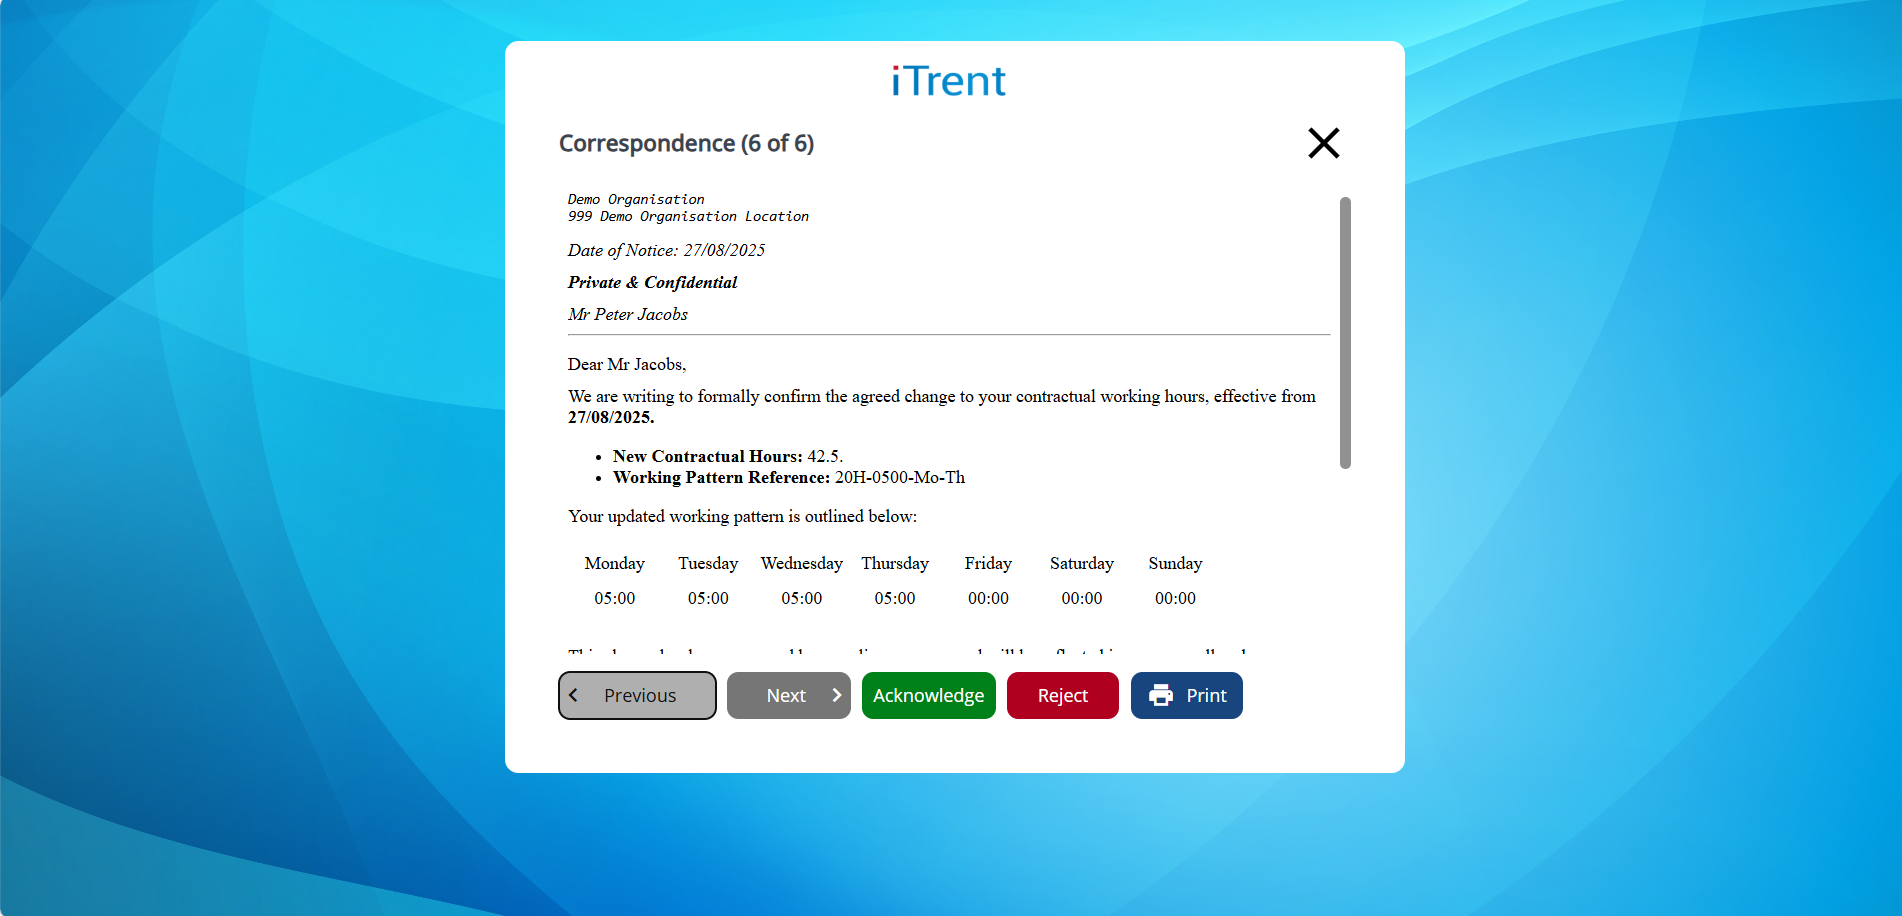 iTrent
Correspondence (6 of 6)
Demo Organisation
999 Demo Organisation Location
Date of Notice: 27/08/2025
Private & Confidential
Mr Peter Jacobs
Dear Mr Jacobs,
We are writing to formally confirm the agreed change to your contractual working hours, effective from
27/08/2025.
• New Contractual Hours: 42.5.
• Working Pattern Reference: 20H-0500-Mo-Th
Your updated working pattern is outlined below:
Monday Tuesday Wednesday Thursday Friday Saturday Sunday
05:00 05:00 05:00 05:00 00:00 00:00 00:00
Previous Next Acknowledge Reject Print